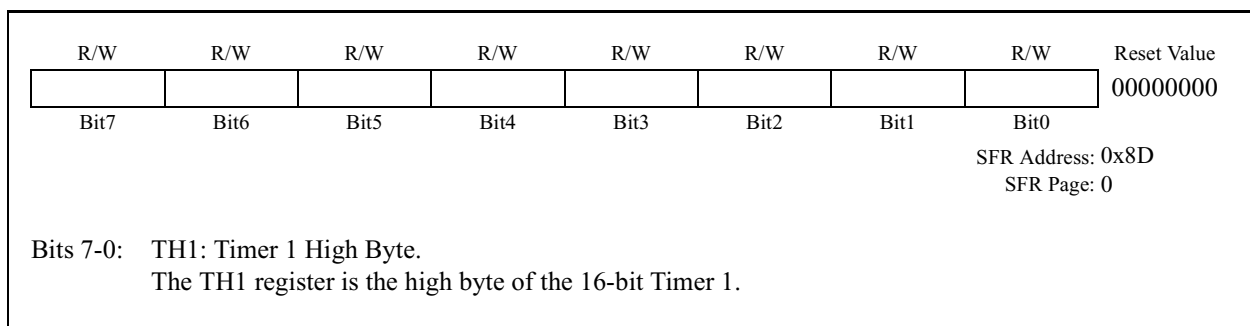 R/W R/W R/W R/W R/W R/W R/W R/W Reset Value
00000000
Bit7 Bit6 Bit5 Bit4 Bit3 Bit2 Bit1 Bit0
SFR Address: 0x8D
SFR Page: 0
Bits 7-0: TH1: Timer 1 High Byte.
The TH1 register is the high byte of the 16-bit Timer 1.